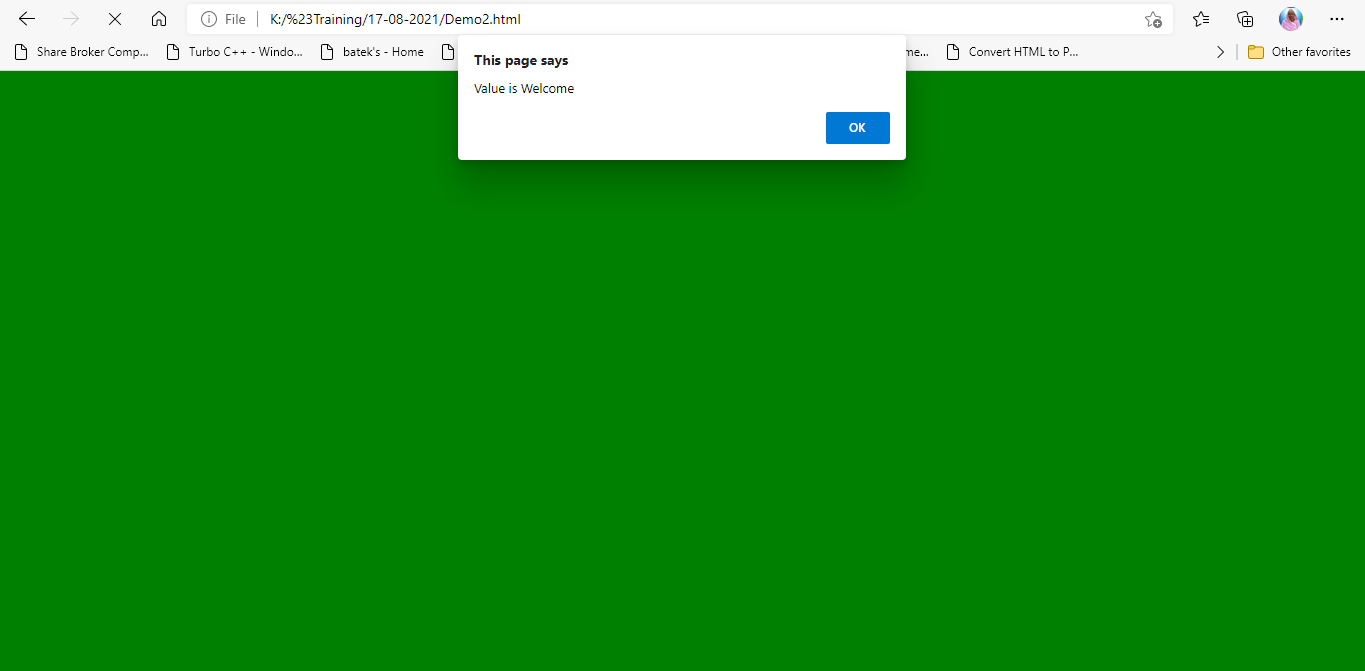 File K:/%23Training/17-08-2021/Demo2.html
Share Broker Comp... Turbo C++ - Windo... batek's - Home me... Convert HTML to P... Other favorites
This page says
Value is Welcome
OK